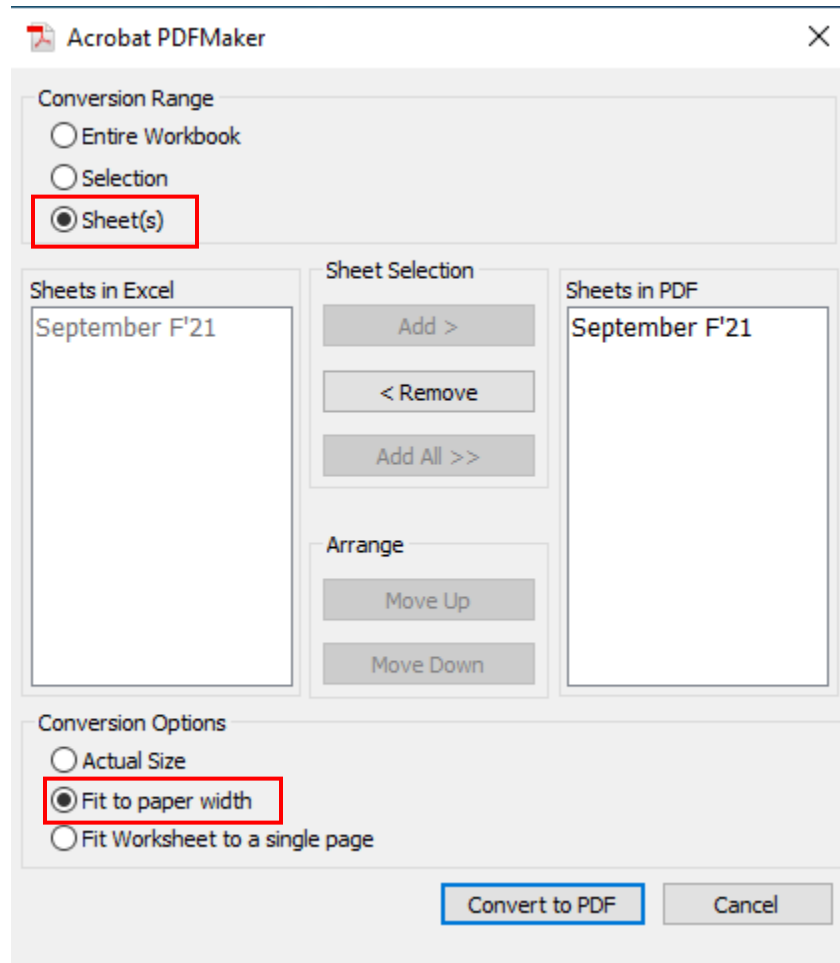 Acrobat PDFMaker
Conversion Range
Entire Workbook
Selection
Sheet(s)
Sheets in Excel
September F'21
Sheet Selection
Add >
< Remove
Add All >>
Arrange
Move Up
Move Down
Sheets in PDF
September F'21
Conversion Options
Actual Size
Fit to paper width
Fit Worksheet to a single page
Convert to PDF
Cancel